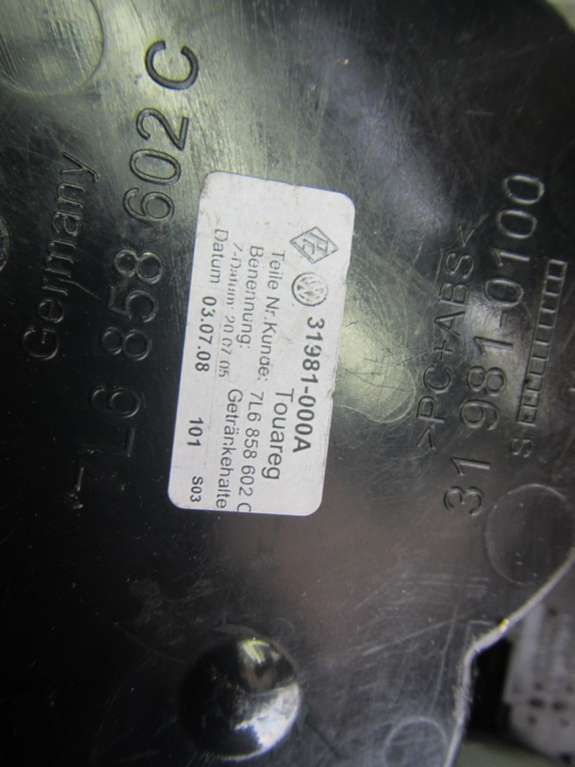 7L6 858 602 C
Germany
31981-000A
Touareg
Teile Nr.Kunde: 7L6 858 602 C
Benennung: Getränkehalte
Z-Datum: 20.07.05
Datum 03.07.08 101 S03
>PC+ABS<
31 981-0100